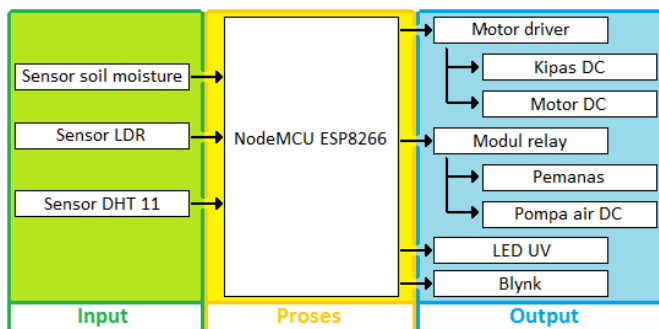 Sensor soil moisture
Sensor LDR
Sensor DHT 11
Input
NodeMCU ESP8266
Proses
Motor driver
Kipas DC
Motor DC
Modul relay
Pemanas
Pompa air DC
LED UV
Blynk
Output